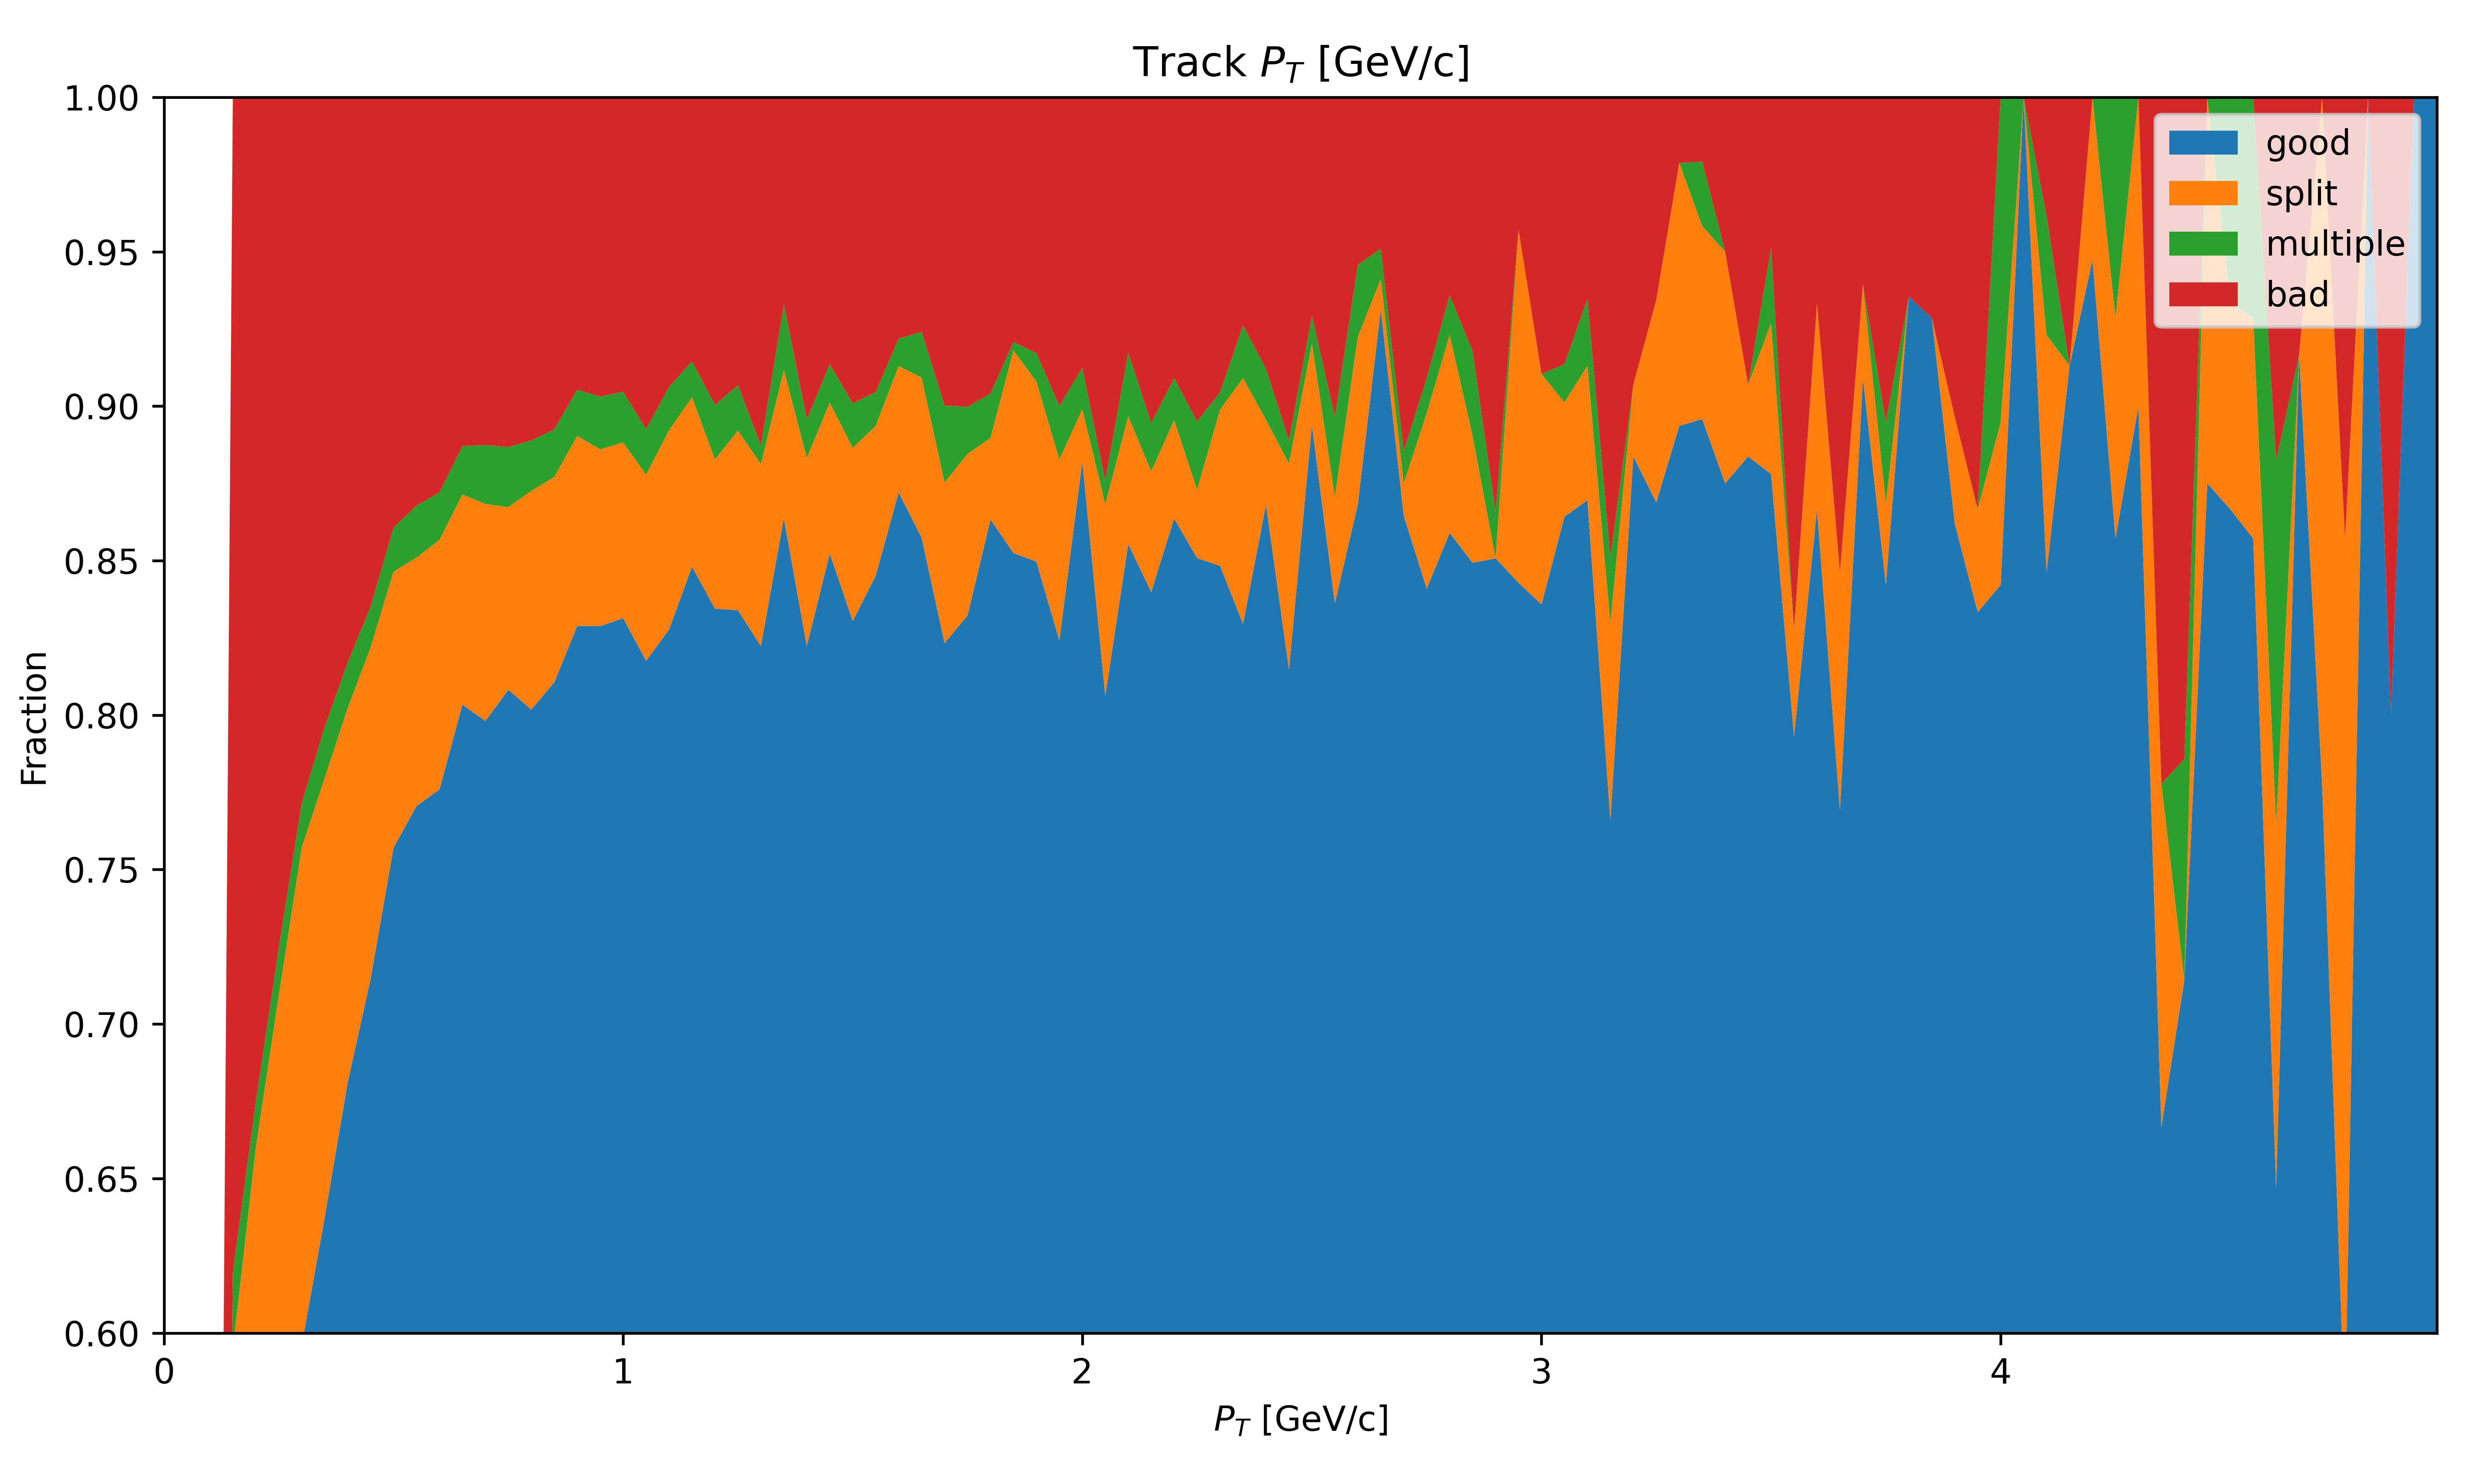 Track P_T [GeV/c]
1.00
0.95
0.90
0.85
0.80
0.75
0.70
0.65
0.60
Fraction
good
split
multiple
bad
0 1 2 3 4
P_T [GeV/c]